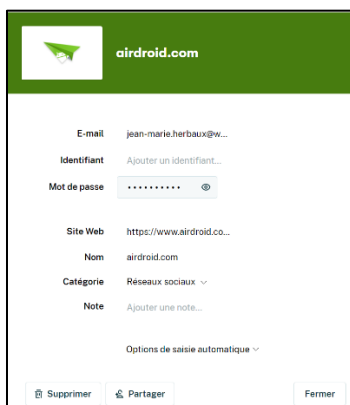 airdroid.com
E-mail jean-marie.herbaux@w...
Identifiant Ajouter un identifiant...
Mot de passe ••••••••••
Site Web https://www.airdroid.co...
Nom airdroid.com
Catégorie Réseaux sociaux
Note Ajouter une note...
Options de saisie automatique
Supprimer Partager Fermer